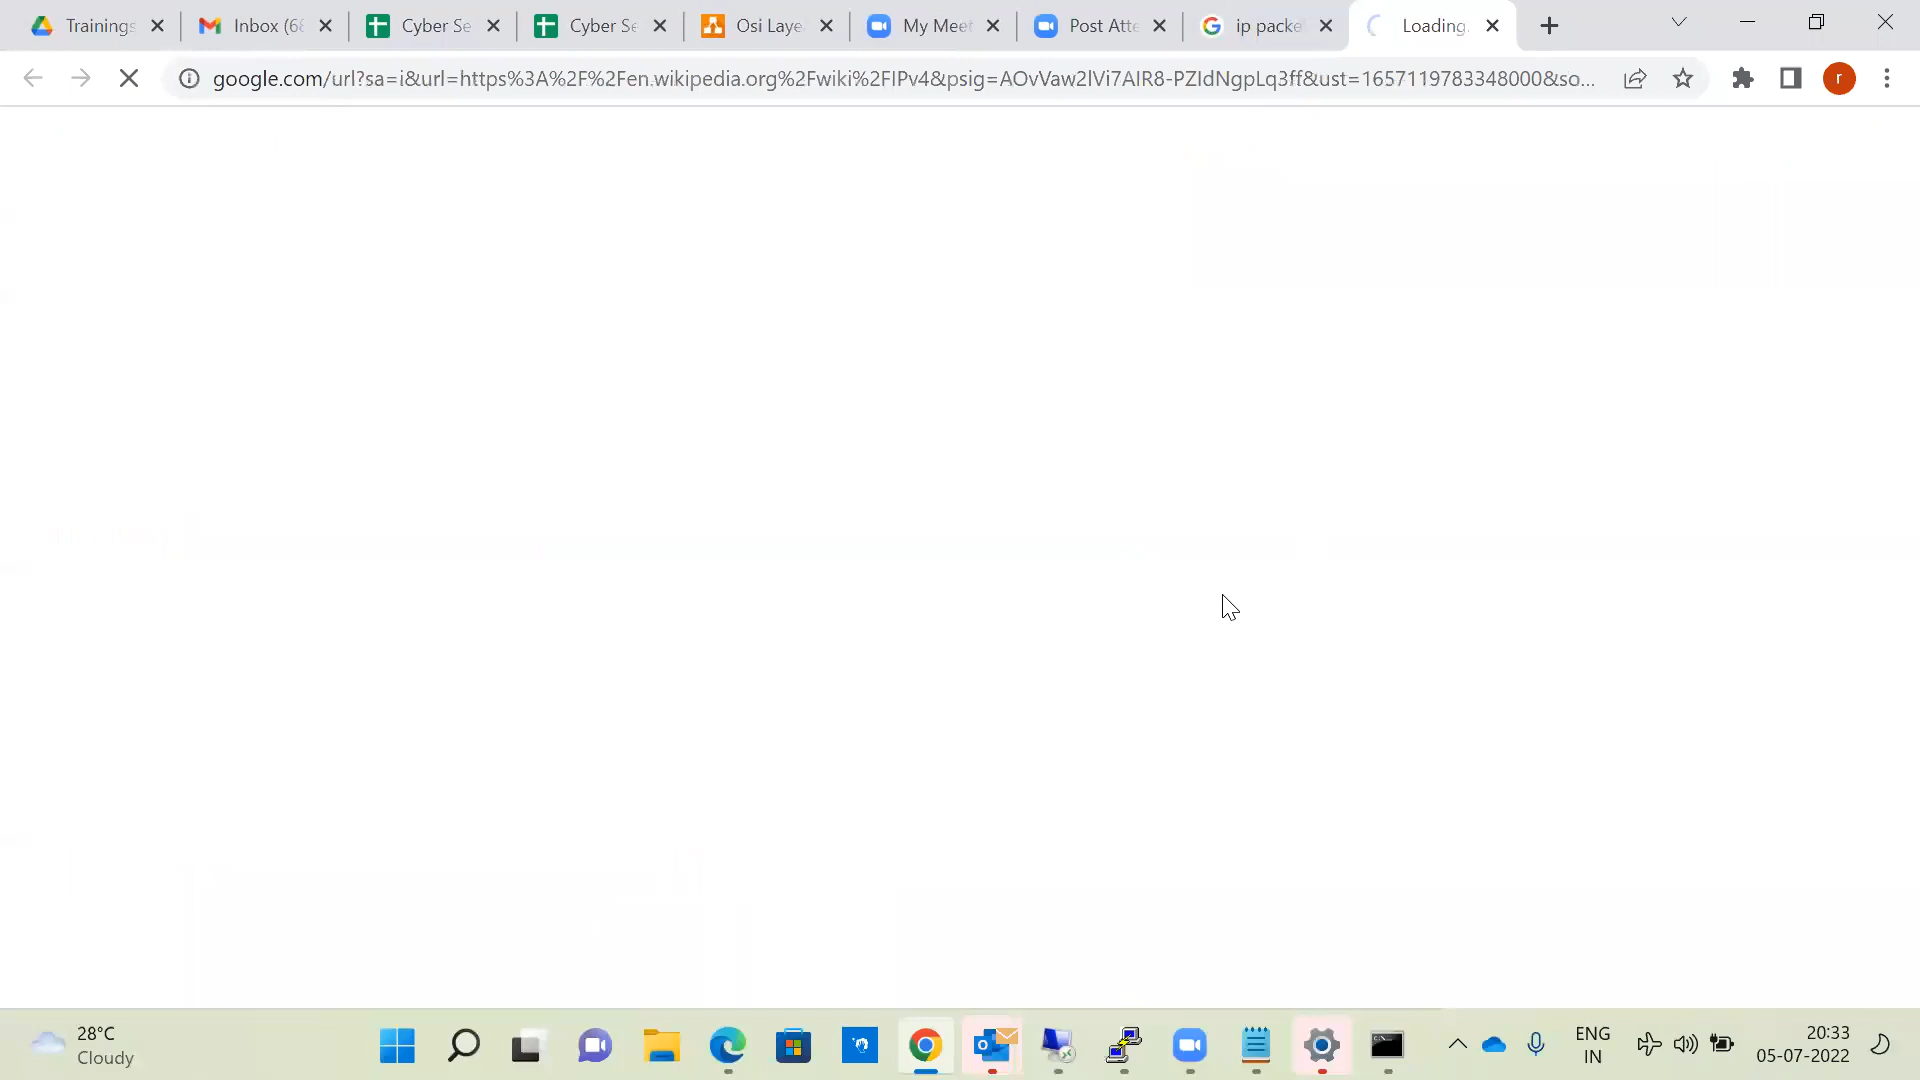 Trainings
Inbox (68
Cyber Se
Cyber Se
Osi Laye
My Meet
Post Atte
ip packe
Loading.
google.com/url?sa=i&url=https%3A%2F%2Fen.wikipedia.org%2Fwiki%2FIPv4&psig=AOvVaw2lVi7AIR8-PZIdNgpLq3ff&ust=1657119783348000&so...
r
28°C
Cloudy
ENG
IN
20:33
05-07-2022